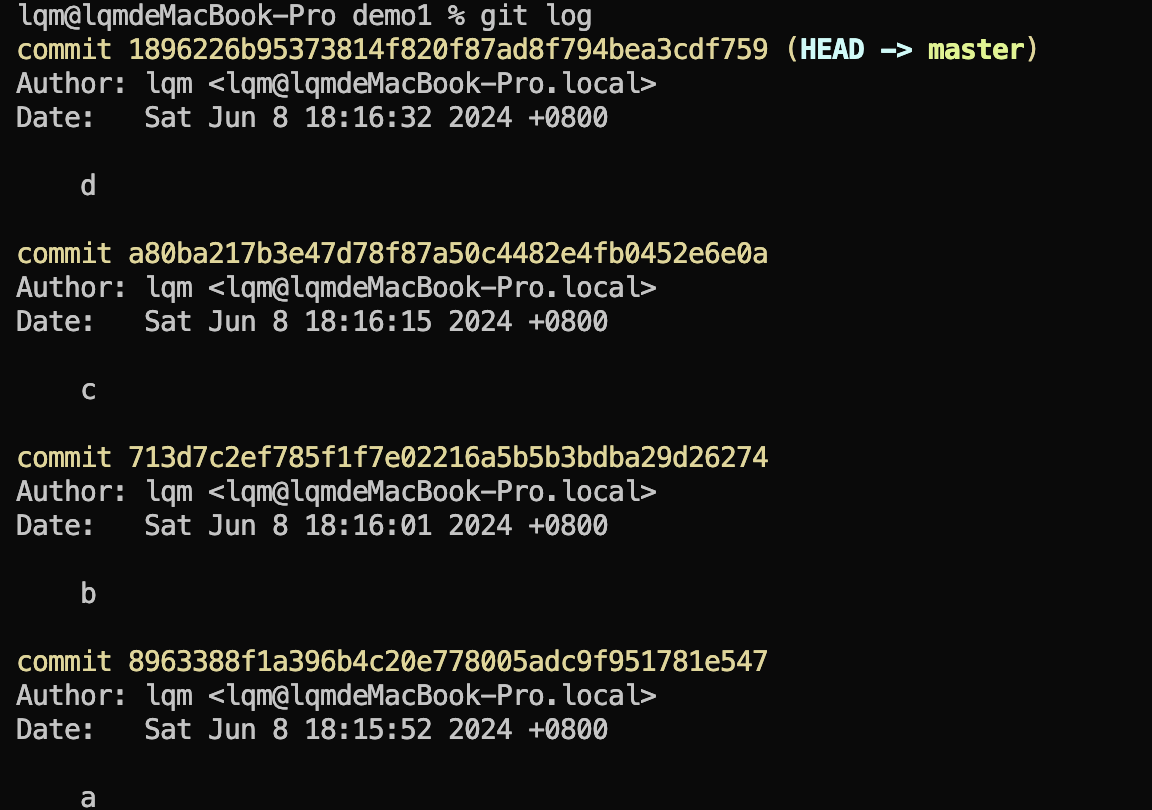 lqm@lqmdeMacBook-Pro demo1 % git log
commit 1896226b95373814f820f87ad8f794bea3cdf759 (HEAD -> master)
Author: lqm <lqm@lqmdeMacBook-Pro.local>
Date:   Sat Jun 8 18:16:32 2024 +0800
d
commit a80ba217b3e47d78f87a50c4482e4fb0452e6e0a
Author: lqm <lqm@lqmdeMacBook-Pro.local>
Date:   Sat Jun 8 18:16:15 2024 +0800
c
commit 713d7c2ef785f1f7e02216a5b5b3bdba29d26274
Author: lqm <lqm@lqmdeMacBook-Pro.local>
Date:   Sat Jun 8 18:16:01 2024 +0800
b
commit 8963388f1a396b4c20e778005adc9f951781e547
Author: lqm <lqm@lqmdeMacBook-Pro.local>
Date:   Sat Jun 8 18:15:52 2024 +0800
a